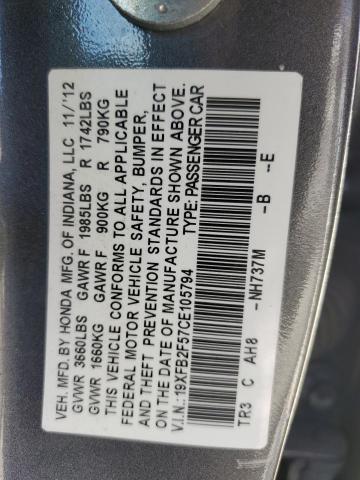 VEH. MFD. BY HONDA MFG. OF INDIANA, LLC 11/'12
GVWR 3660LBS GAWR F 1985LBS R 1742LBS
GVWR 1660KG GAWR F 900KG R 790KG
THIS VEHICLE CONFORMS TO ALL APPLICABLE
FEDERAL MOTOR VEHICLE SAFETY, BUMPER,
AND THEFT PREVENTION STANDARDS IN EFFECT
ON THE DATE OF MANUFACTURE SHOWN ABOVE.
V.I.N.: 19XFB2F57CE105794 TYPE: PASSENGER CAR
TR3 C AH8 -NH737M -B -E